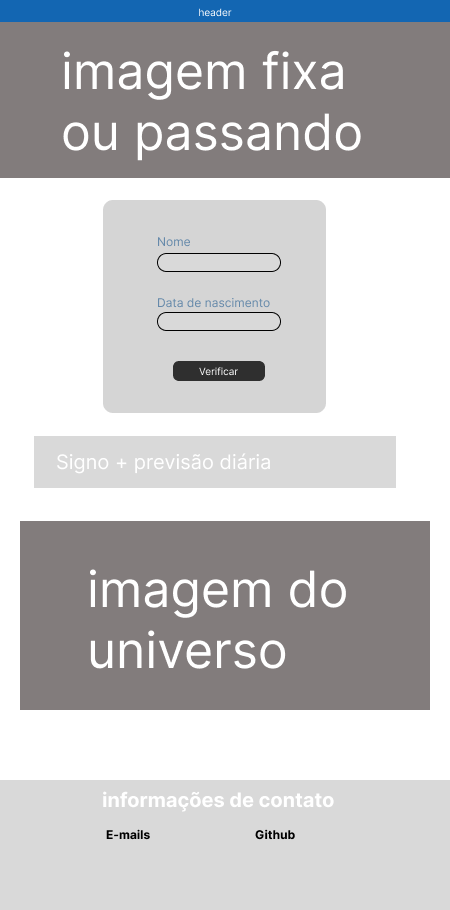 header
imagem fixa
ou passando
Nome
Data de nascimento
Verificar
Signo + previsão diária
imagem do
universo
informações de contato
E-mails Github